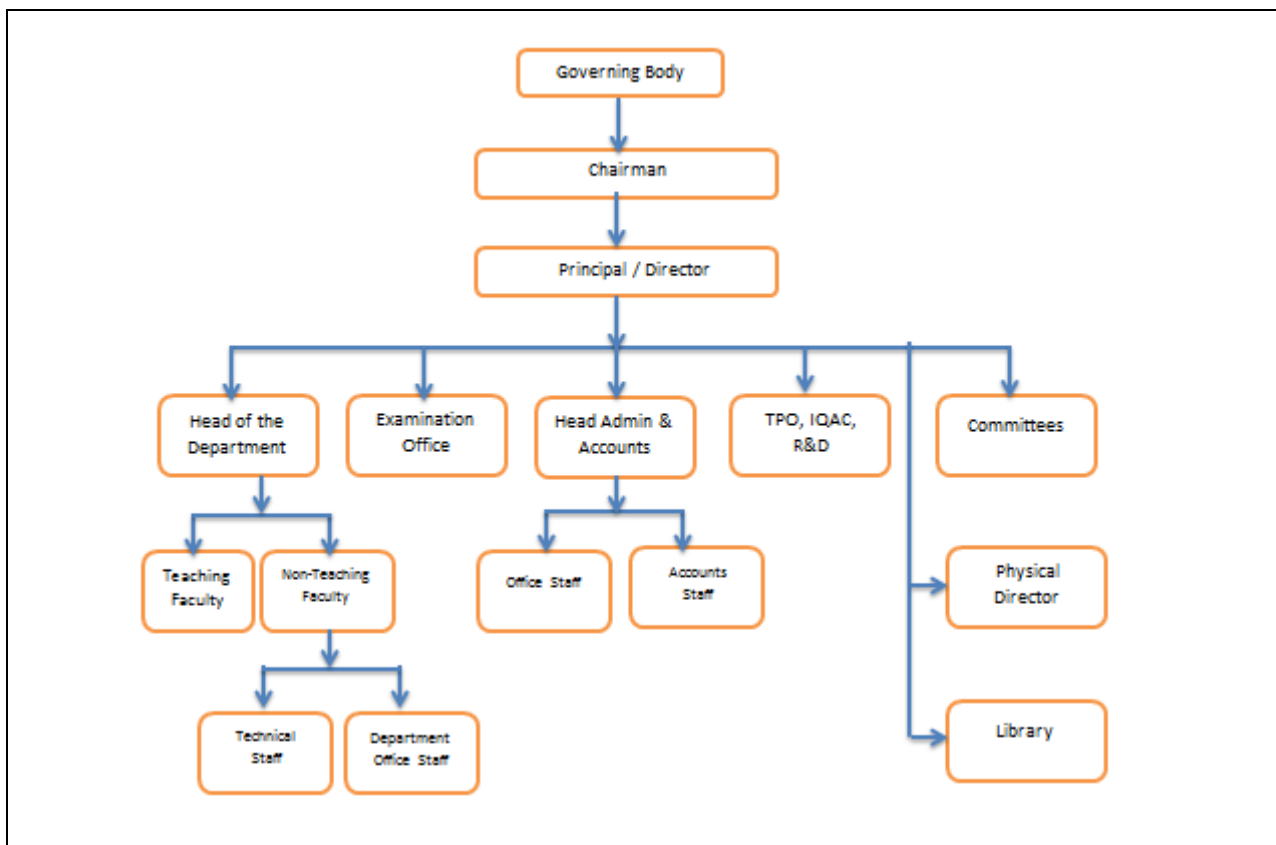 Governing Body
Chairman
Principal / Director
Head of the
Department
Examination
Office
Head Admin &
Accounts
TPO, IQAC,
R&D
Committees
Teaching
Faculty
Non-Teaching
Faculty
Office Staff
Accounts
Staff
Physical
Director
Technical
Staff
Department
Office Staff
Library